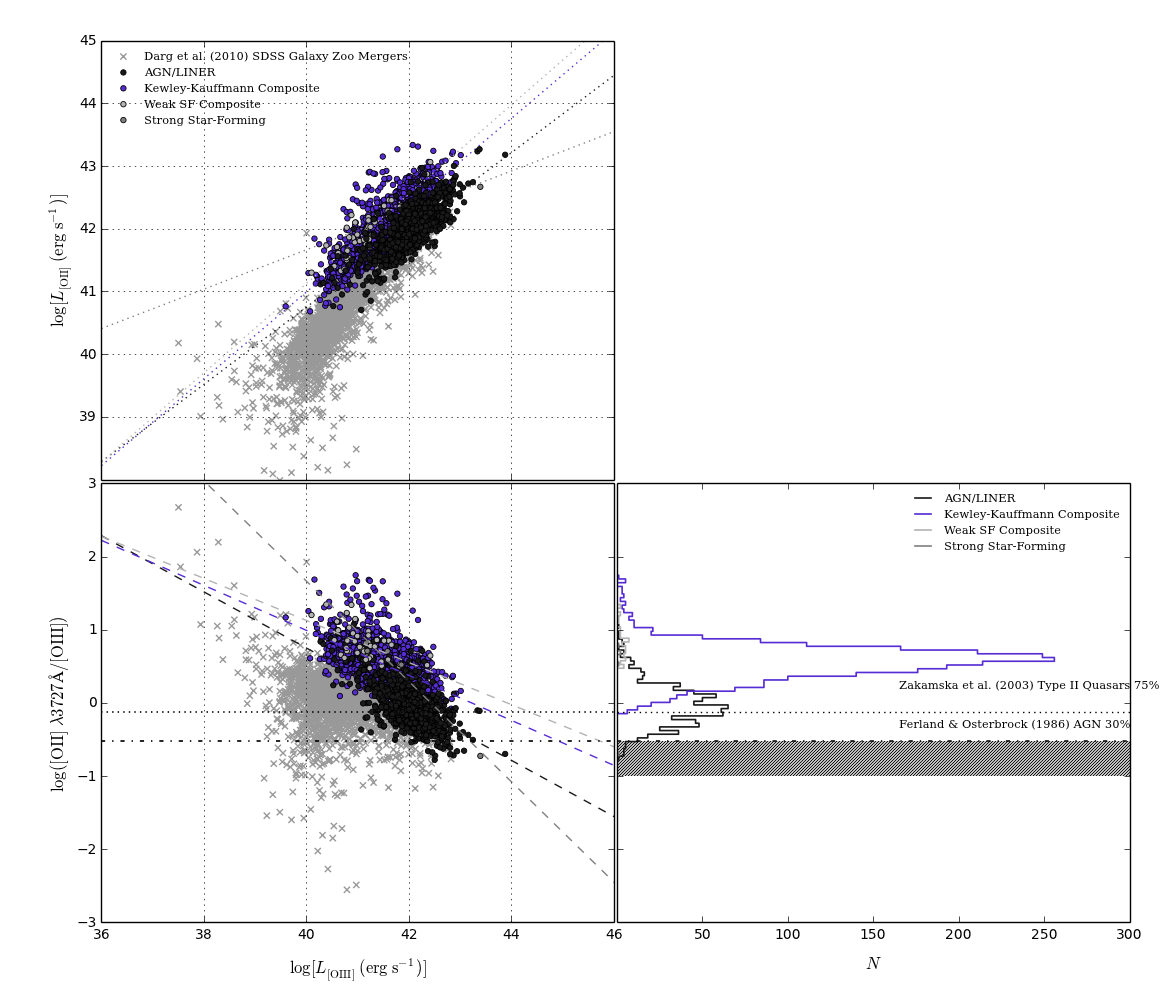 45
44
43
42
41
40
39
log[L[OII] (erg s−1)]
Darg et al. (2010) SDSS Galaxy Zoo Mergers
AGN/LINER
Kewley-Kauffmann Composite
Weak SF Composite
Strong Star-Forming
3
2
1
0
−1
−2
−3
log([OII] λ3727Å/[OIII])
AGN/LINER
Kewley-Kauffmann Composite
Weak SF Composite
Strong Star-Forming
Zakamska et al. (2003) Type II Quasars 75%
Ferland & Osterbrock (1986) AGN 30%
36 38 40 42 44 46 50 100 150 200 250 300
log[L[OIII] (erg s−1)]
N